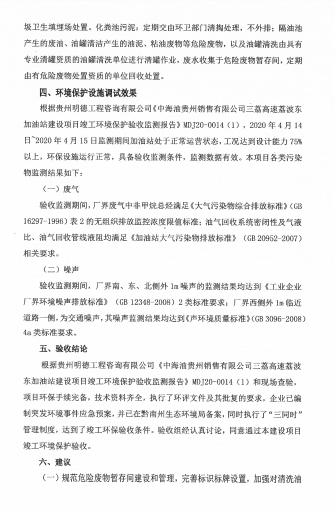 圾卫生填埋场处置。化粪池污泥：定期交由环卫部门清掏处理，不外排；隔油池
产生的废油、油罐清洁产生的油泥、粘油废物等危险废物，以及油罐清洗由具有
专业清罐资质的油罐清洗单位进行清罐作业，废水收集于危险废物暂存间，定期
由有危险废物处置资质的单位回收处置。
四、环境保护设施调试效果
根据贵州明德工程咨询有限公司《中海油贵州销售有限公司三荔高速荔波东
加油站建设项目竣工环境保护验收监测报告》MDJ20-0014（1），2020 年 4 月 14
日~2020 年 4 月 15 日监测期间加油站处于正常运营状态，工况达到设计能力 75%
以上，环保设施运行正常，具备验收监测条件，监测数据有效。本项目各类污染
物监测结果如下：
（一）废气
验收监测期间，厂界废气中非甲烷总烃满足《大气污染物综合排放标准》（GB
16297-1996）表 2 的无组织排放监控浓度限值标准；油气回收系统密闭性及气液
比、油气回收管线液阻均满足《加油站大气污染物排放标准》（GB 20952-2007）
相关要求。
（二）噪声
验收监测期间，厂界南、东、北侧外 1m 噪声的监测结果均达到《工业企业
厂界环境噪声排放标准》（GB 12348-2008）2 类标准要求；厂界西侧外 1m 临近
道路一侧，为交通噪声，其噪声监测结果均达到《声环境质量标准》（GB 3096-2008）
4a 类标准要求。
五、验收结论
根据贵州明德工程咨询有限公司《中海油贵州销售有限公司三荔高速荔波
东加油站建设项目竣工环境保护验收监测报告》MDJ20-0014（1）和现场查验，
项目环保手续完备，技术资料齐全，执行了环评文件及其批复的要求，企业已编
制突发环境事件应急预案，并已在黔南州生态环境局备案，同时执行了“三同时”
管理制度，达到了竣工环保验收条件。验收组经认真讨论，同意通过本建设项目
竣工环境保护验收。
六、建议
（一）规范危险废物暂存间建设和管理，完善标识标牌设置，加强对清洗油